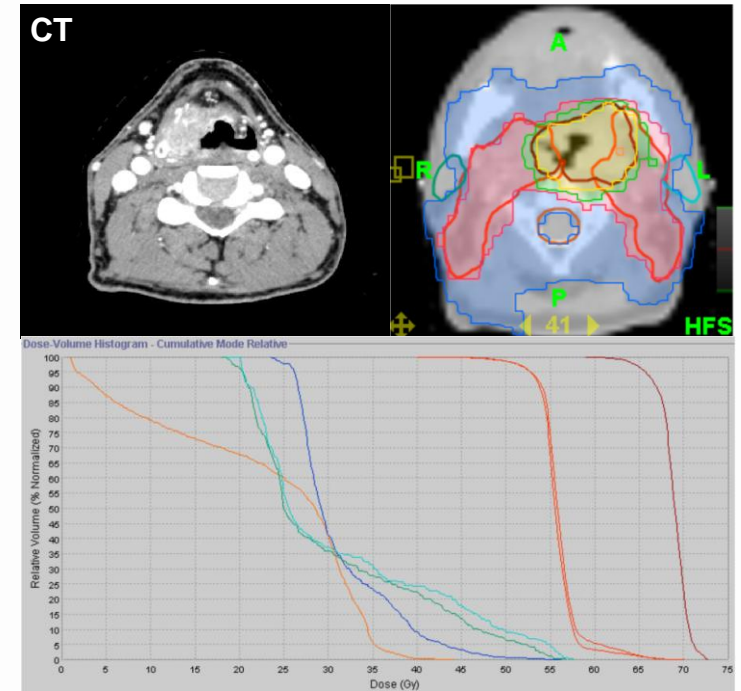 CT
A
R
L
P
41
HFS
Dose-Volume Histogram - Cumulative Mode Relative
Relative Volume (% Normalized)
100
95
90
85
80
75
70
65
60
55
50
45
40
35
30
25
20
15
10
5
0
0 5 10 15 20 25 30 35 40 45 50 55 60 65 70 75
Dose (Gy)